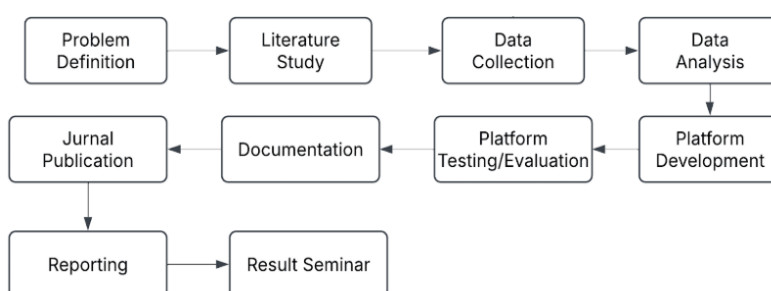 Problem
Definition
Literature
Study
Data
Collection
Data
Analysis
Jurnal
Publication
Documentation
Platform
Testing/Evaluation
Platform
Development
Reporting
Result Seminar